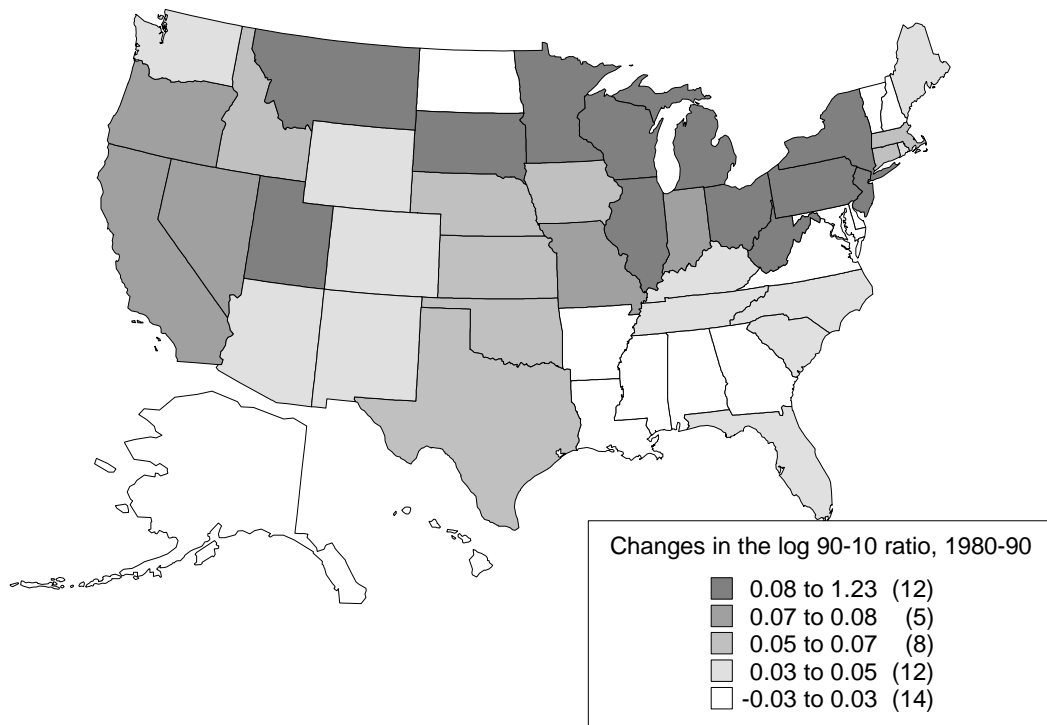 Changes in the log 90-10 ratio, 1980-90
0.08 to 1.23 (12)
0.07 to 0.08 (5)
0.05 to 0.07 (8)
0.03 to 0.05 (12)
-0.03 to 0.03 (14)